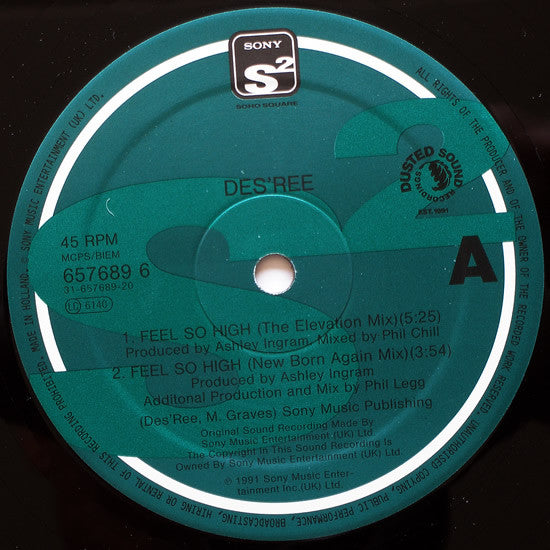 SONY
S2
SOHO SQUARE
DES'REE
DUSTED SOUND
RECORDINGS
EST. 1991
A
45 RPM
MCPS/BIEM
657689 6
31-657689-20
LC 6140
1. FEEL SO HIGH (The Elevation Mix)(5:25)
Produced by Ashley Ingram, Mixed by Phil Chill
2. FEEL SO HIGH (New Born Again Mix)(3:54)
Produced by Ashley Ingram
Additonal Production and Mix by Phil Legg
(Des'Ree, M. Graves) Sony Music Publishing
Original Sound Recording Made By
Sony Music Entertainment (UK) Ltd
The Copyright In This Sound Recording Is
Owned By Sony Music Entertainment (UK) Ltd.
℗ 1991 Sony Music Enter-
tainment Inc (UK) Ltd.
ALL RIGHTS OF THE PRODUCER AND OF THE OWNER OF THE RECORDED WORK RESERVED. UNAUTHORISED COPYING, PUBLIC PERFORMANCE, BROADCASTING, HIRING OR RENTAL OF THIS RECORDING PROHIBITED. MADE IN HOLLAND. © SONY MUSIC ENTERTAINMENT (UK) LTD.